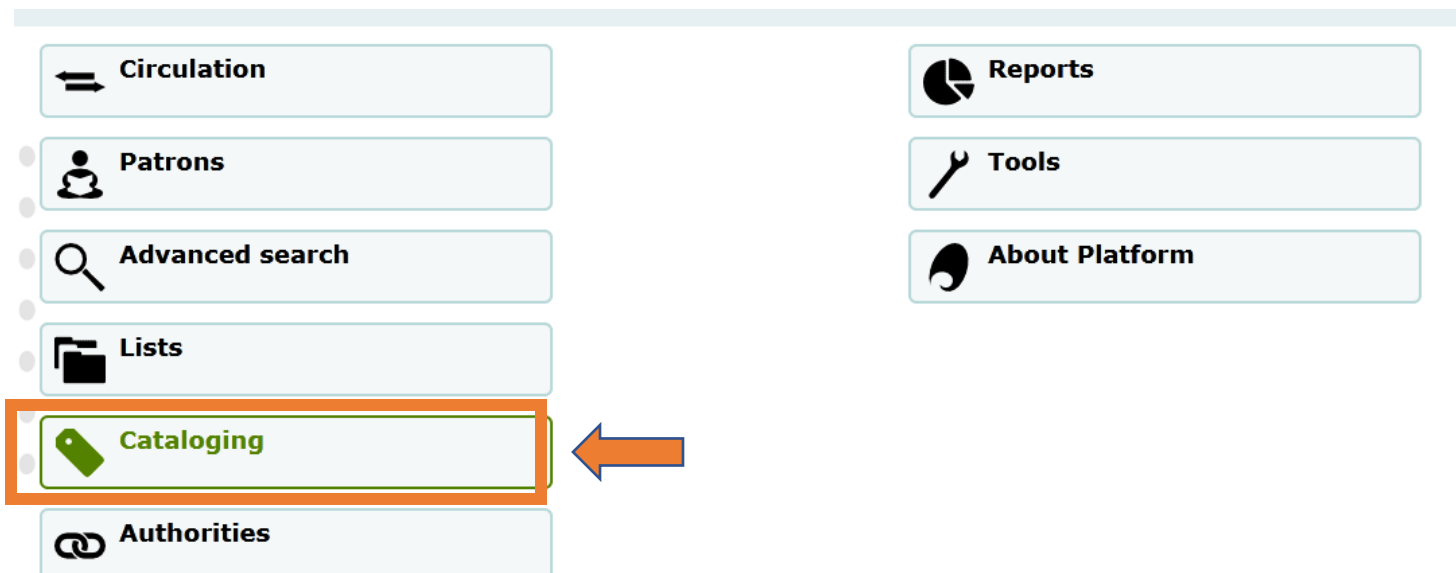 Circulation
Patrons
Advanced search
Lists
Cataloging
Authorities
Reports
Tools
About Platform